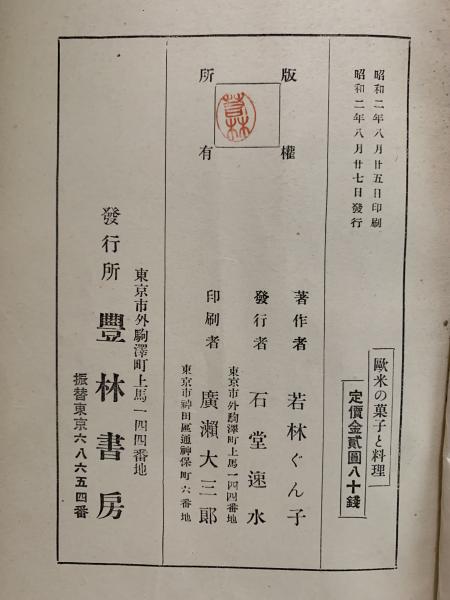 昭和二年八月廿五日印刷
昭和二年八月廿七日發行
歐米の菓子と料理
定價金貳圓八十錢
版權
所有
著作者 若林ぐん子
發行者 石堂速水
東京市外駒澤町上馬一四四番地
印刷者 廣瀨大三郎
東京市神田區通神保町六番地
東京市外駒澤町上馬一四四番地
發行所 豐林書房
振替東京六八六五四番